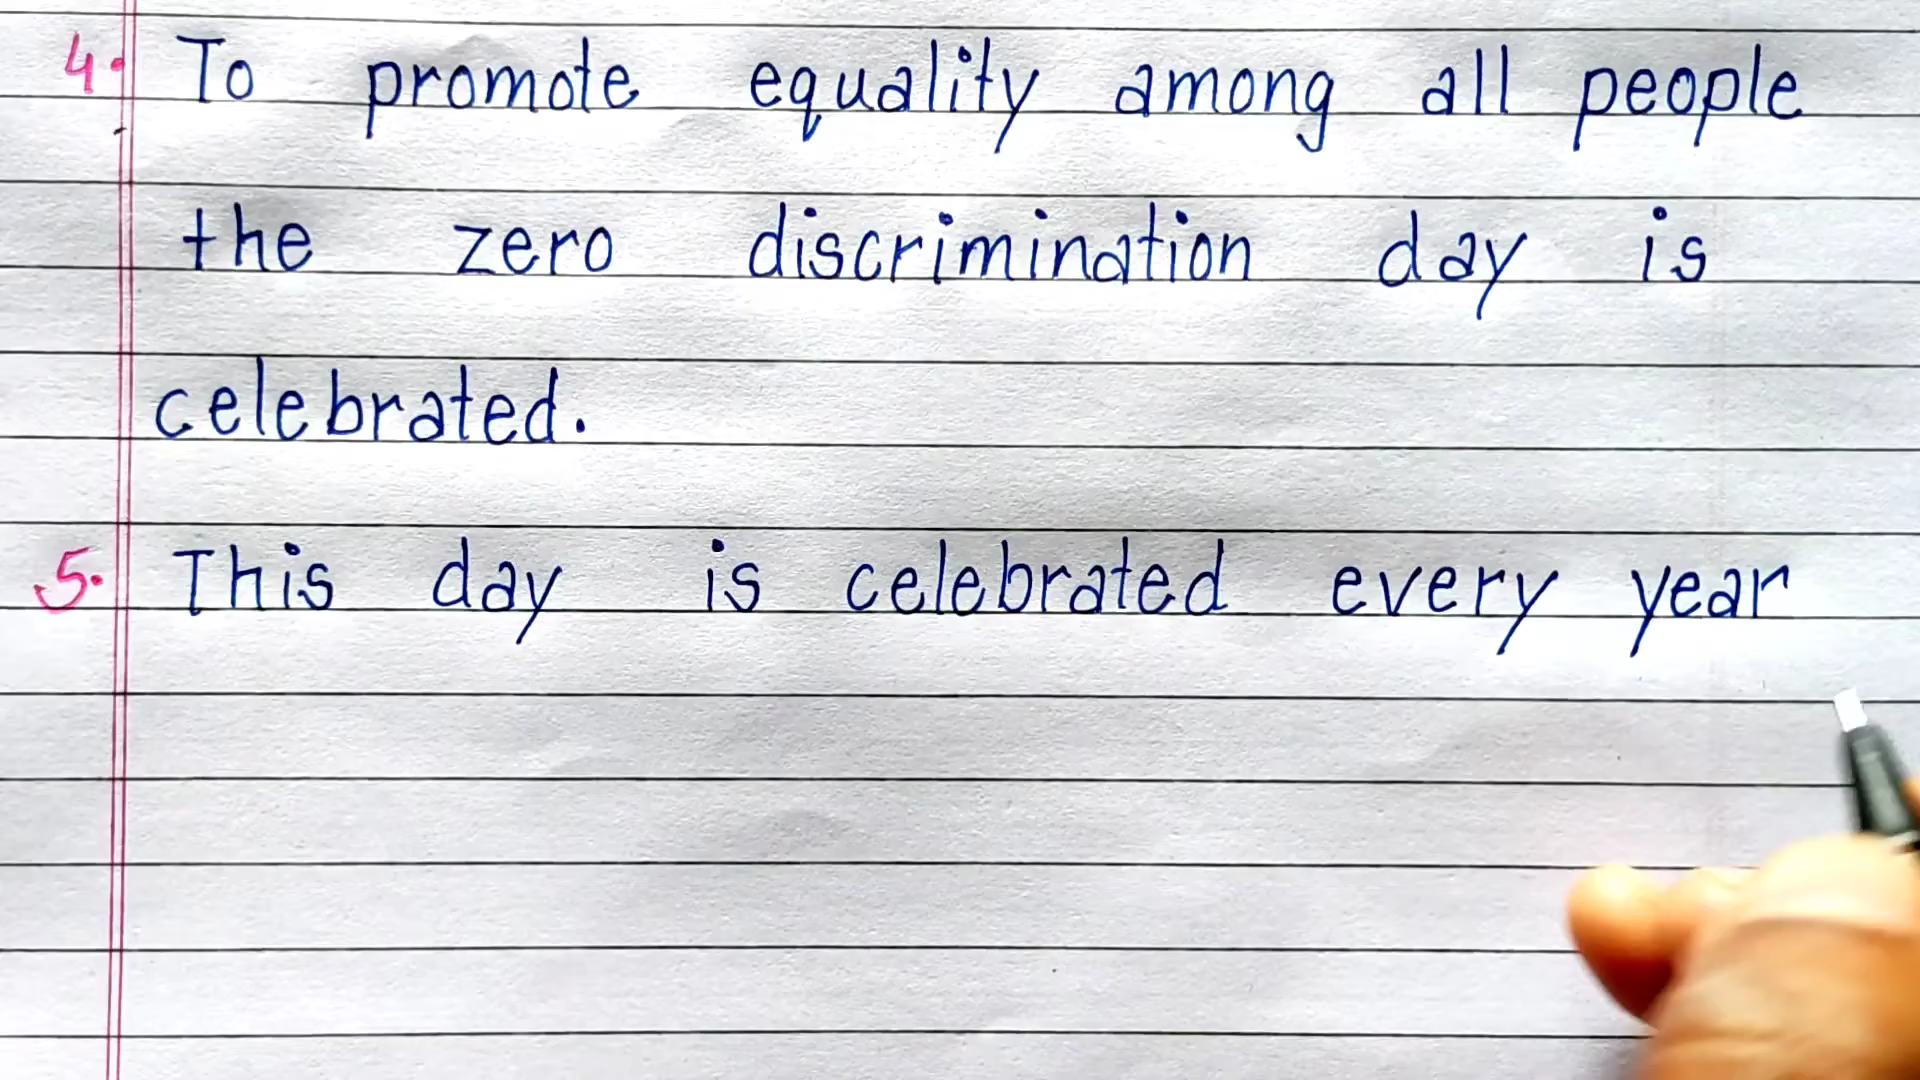 4. To promote equality among all people
the zero discrimination day is
celebrated.
5. This day is celebrated every year